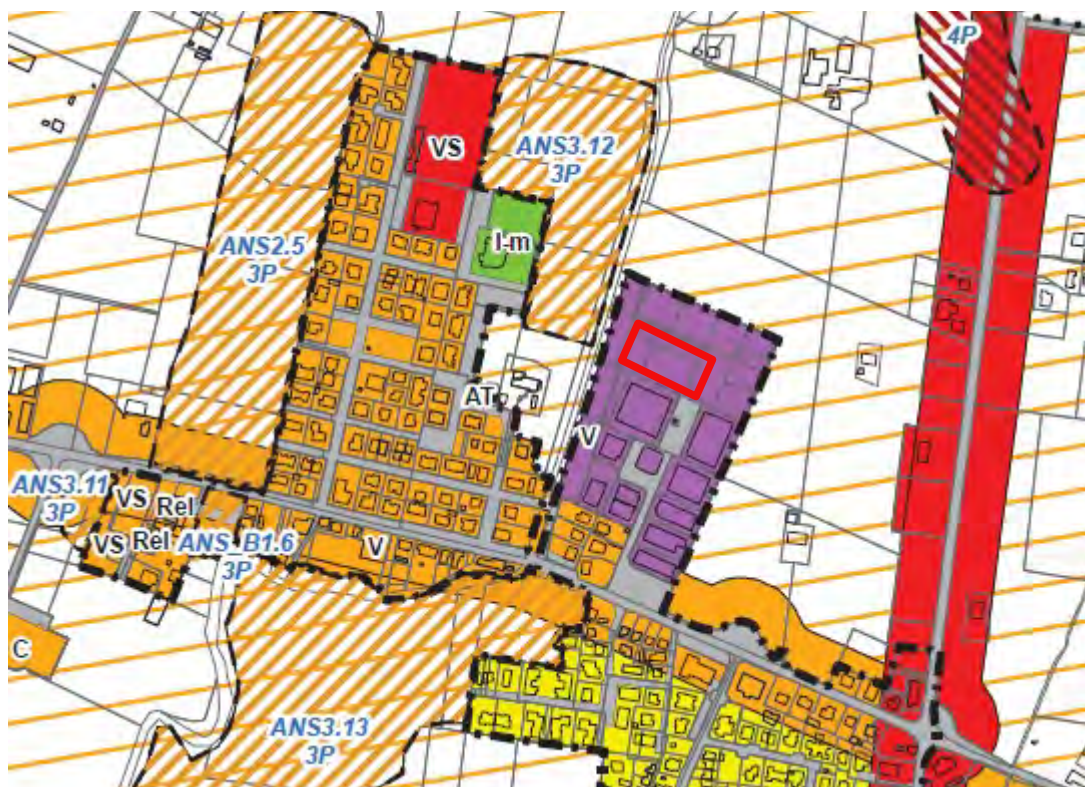 4P
VS
ANS3.12
3P
ANS2.5
3P
I-m
AT
V
ANS3.11
3P
VS
Rel
VS
Rel
ANS_B1.6
3P
V
C
ANS3.13
3P